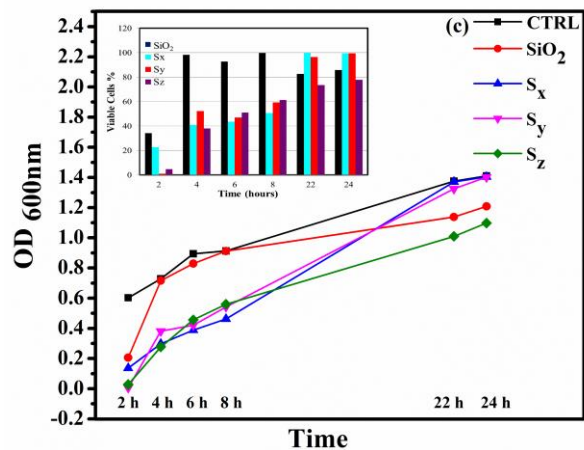 (c)
CTRL
SiO2
Sx
Sy
Sz
OD 600nm
2.4
2.2
2.0
1.8
1.6
1.4
1.2
1.0
0.8
0.6
0.4
0.2
0.0
-0.2
2 h 4 h 6 h 8 h 22 h 24 h
Time
Viable Cells %
120
100
80
60
40
20
0
SiO2
Sx
Sy
Sz
2 4 6 8 22 24
Time (hours)